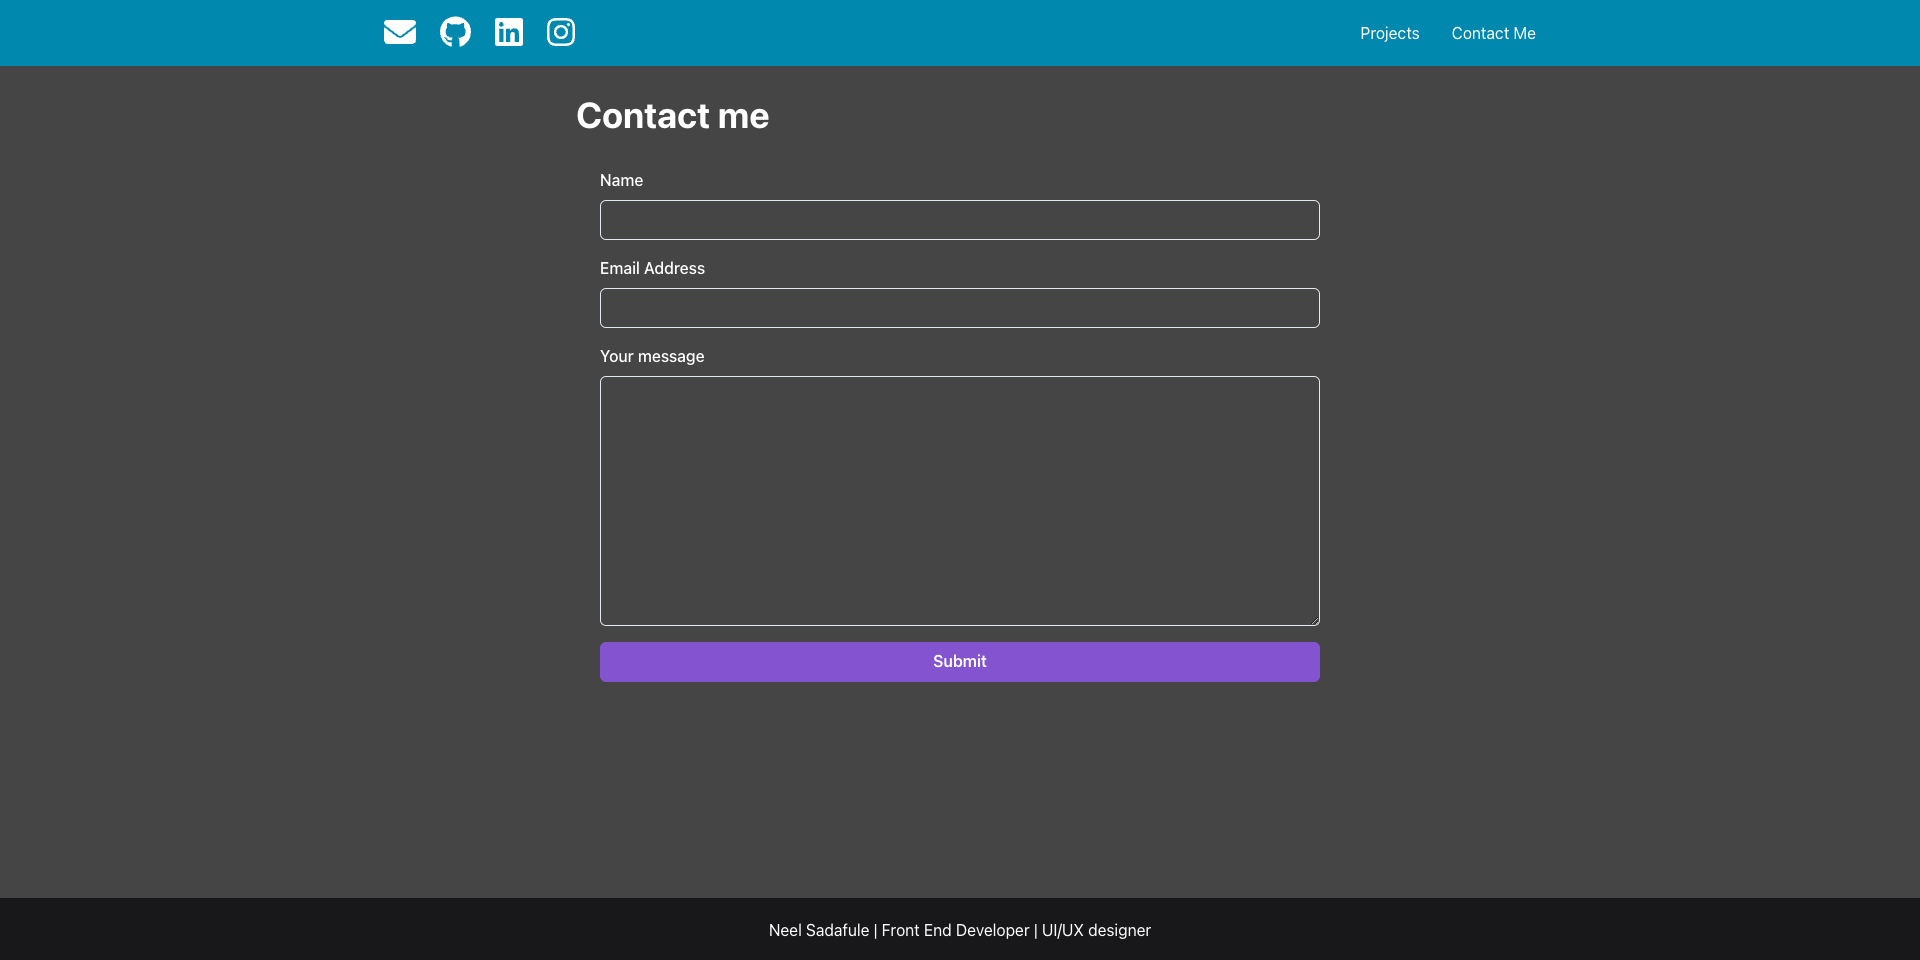 Projects
Contact Me
Contact me
Name
Email Address
Your message
Submit
Neel Sadafule | Front End Developer | UI/UX designer